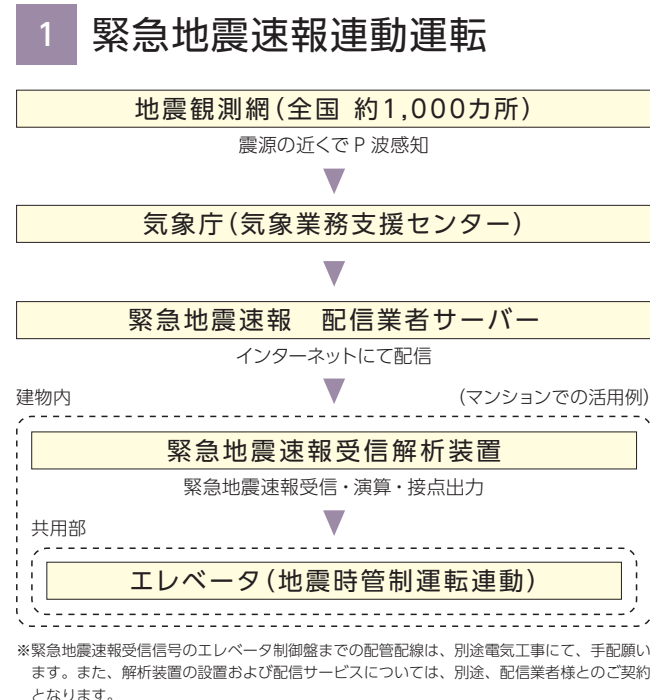 1 緊急地震速報連動運転
地震観測網(全国 約1,000カ所)
震源の近くでP波感知
気象庁(気象業務支援センター)
緊急地震速報 配信業者サーバー
インターネットにて配信
建物内 (マンションでの活用例)
緊急地震速報受信解析装置
緊急地震速報受信・演算・接点出力
共用部
エレベータ(地震時管制運転連動)
※緊急地震速報受信信号のエレベータ制御盤までの配管配線は、別途電気工事にて、手配願い
ます。また、解析装置の設置および配信サービスについては、別途、配信業者様とのご契約
となります。